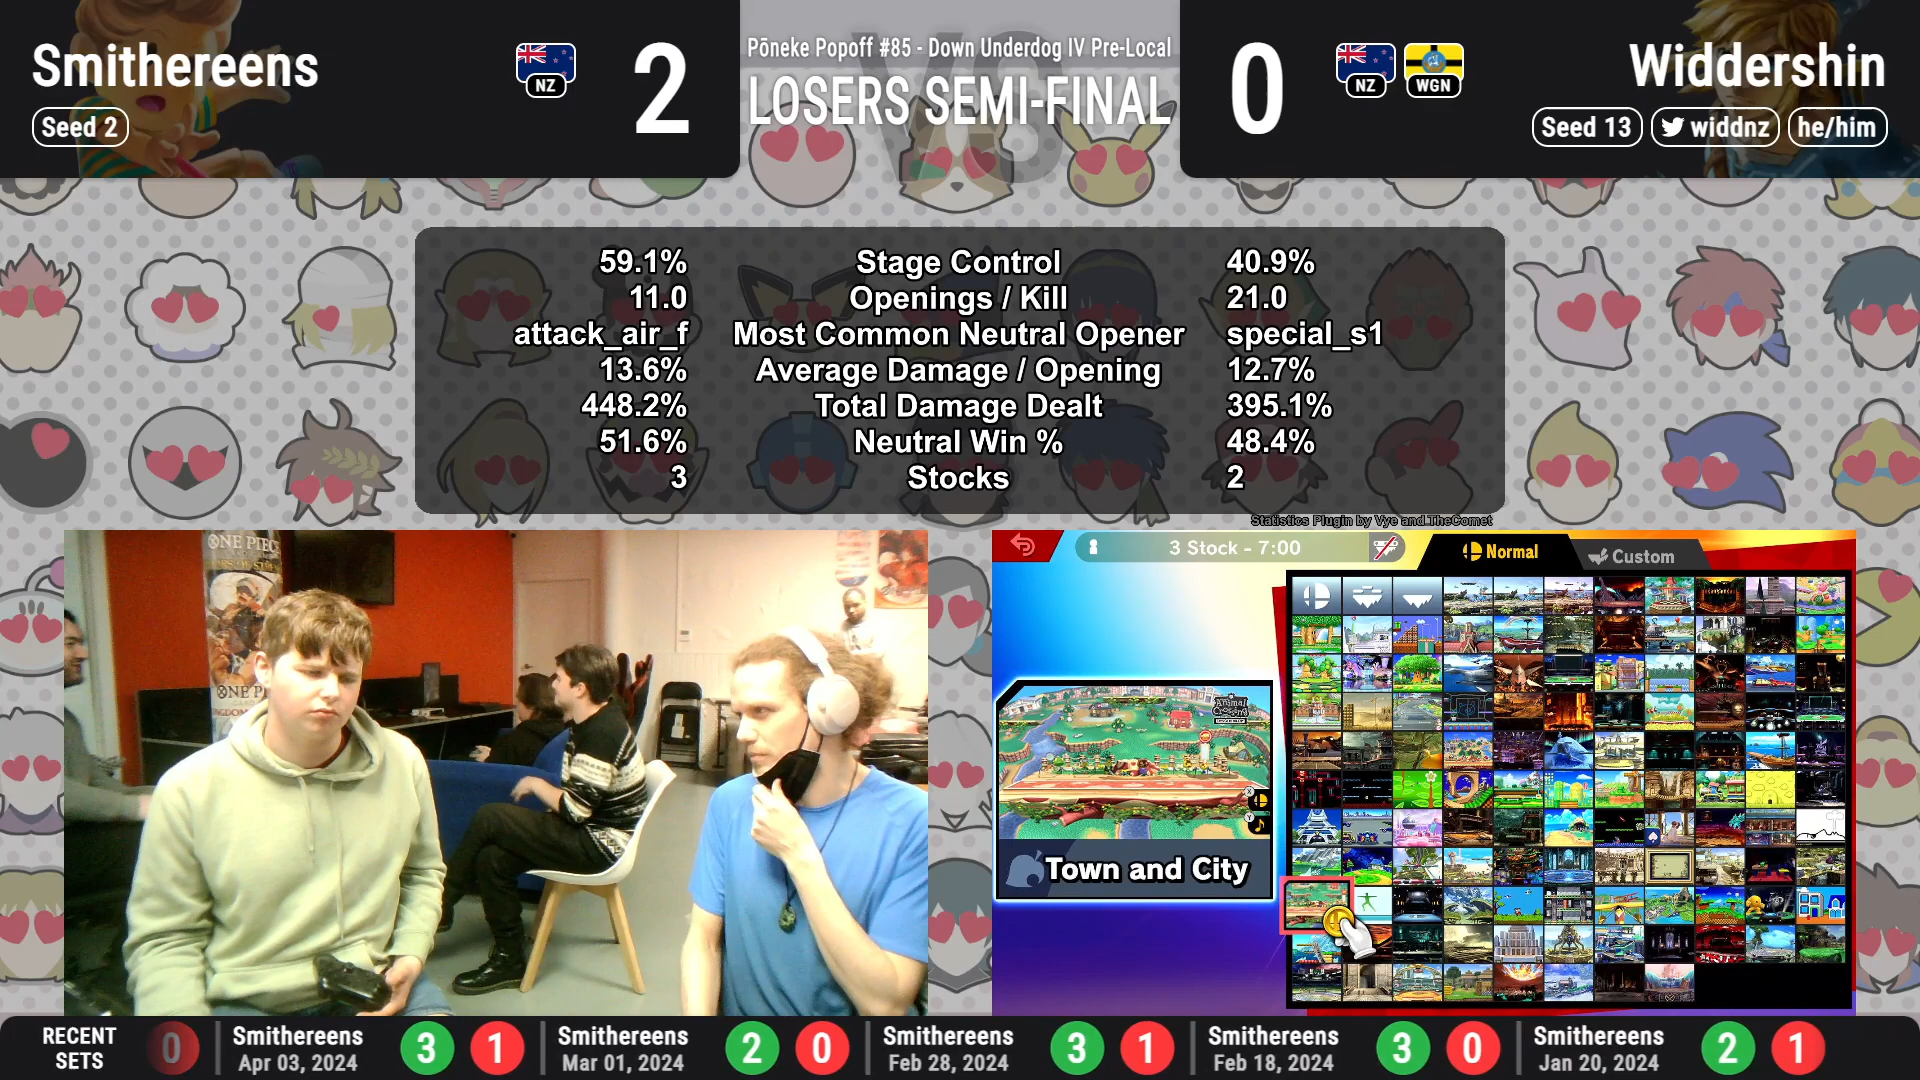 Smithereens
NZ
Seed 2
2
Pōneke Popoff #85 - Down Underdog IV Pre-Local
VS
LOSERS SEMI-FINAL
0
NZ
WGN
Widdershin
Seed 13
widdnz
he/him
59.1% Stage Control 40.9%
11.0 Openings / Kill 21.0
attack_air_f Most Common Neutral Opener special_s1
13.6% Average Damage / Opening 12.7%
448.2% Total Damage Dealt 395.1%
51.6% Neutral Win % 48.4%
3 Stocks 2
Statistics Plugin by Vye and TheComet
ONE PIECE
ONE P
3 Stock - 7:00
Normal
Custom
Animal Crossing
Town and City
RECENT SETS
0
Smithereens
Apr 03, 2024
3 1
Smithereens
Mar 01, 2024
2 0
Smithereens
Feb 28, 2024
3 1
Smithereens
Feb 18, 2024
3 0
Smithereens
Jan 20, 2024
2 1